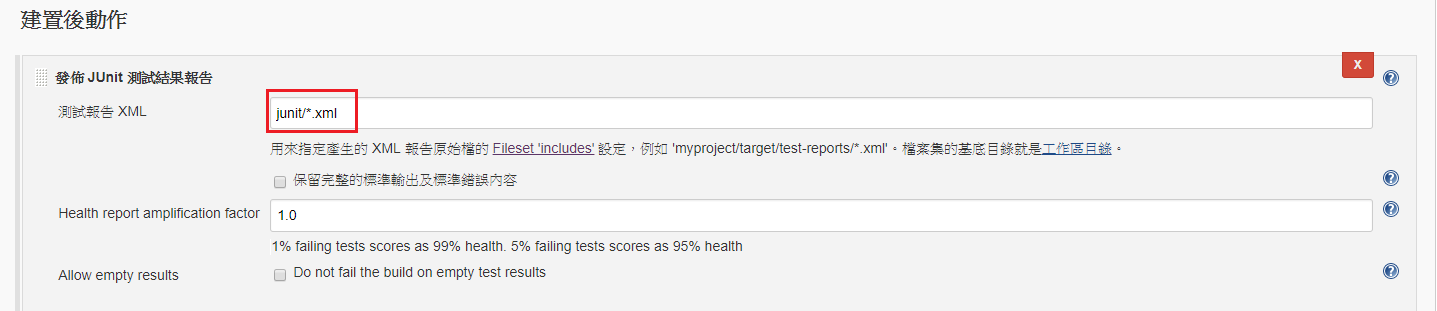 建置後動作
發佈 JUnit 測試結果報告
X
測試報告 XML
junit/*.xml
用來指定產生的 XML 報告原始檔的 Fileset 'includes' 設定，例如 'myproject/target/test-reports/*.xml'。檔案集的基底目錄就是工作區目錄。
保留完整的標準輸出及標準錯誤內容
Health report amplification factor
1.0
1% failing tests scores as 99% health. 5% failing tests scores as 95% health
Allow empty results
Do not fail the build on empty test results